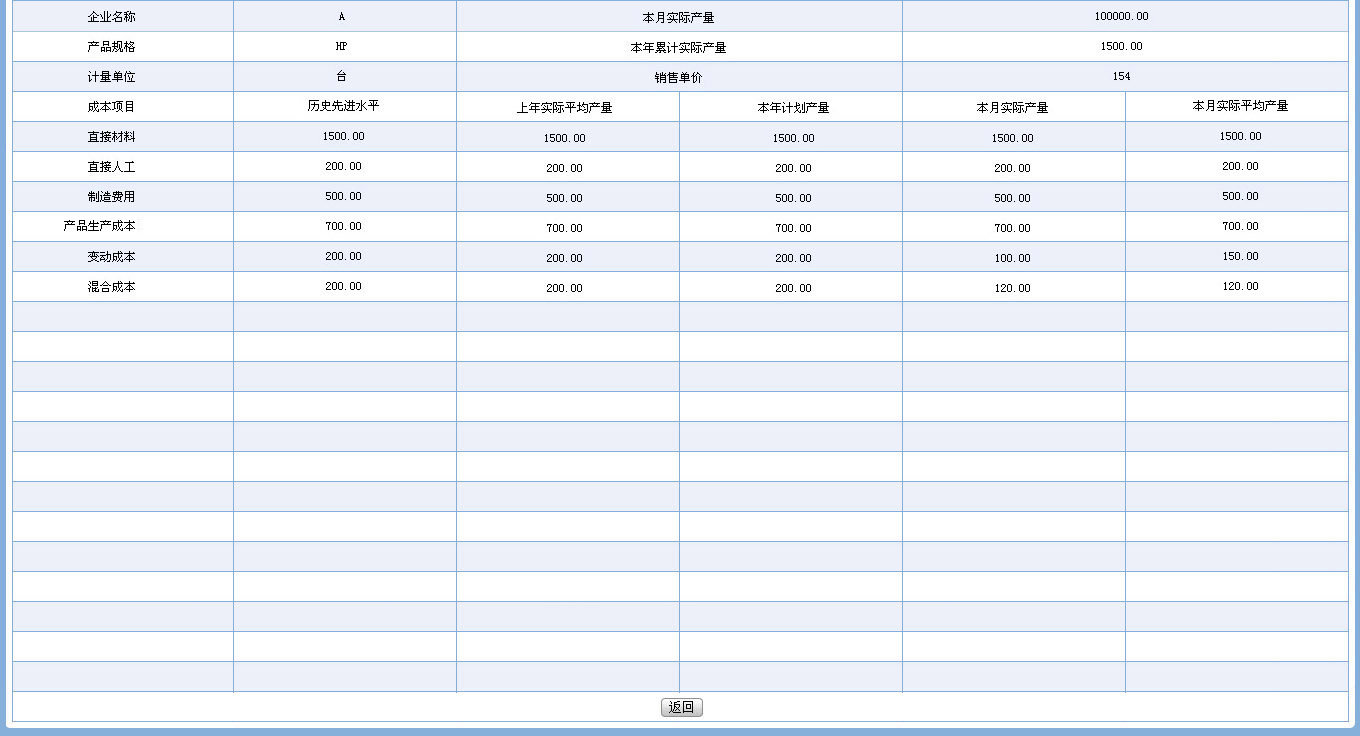 企业名称 A 本月实际产量 100000.00
产品规格 HP 本年累计实际产量 1500.00
计量单位 台 销售单价 154
成本项目 历史先进水平 上年实际平均产量 本年计划产量 本月实际产量 本月实际平均产量
直接材料 1500.00 1500.00 1500.00 1500.00 1500.00
直接人工 200.00 200.00 200.00 200.00 200.00
制造费用 500.00 500.00 500.00 500.00 500.00
产品生产成本 700.00 700.00 700.00 700.00 700.00
变动成本 200.00 200.00 200.00 100.00 150.00
混合成本 200.00 200.00 200.00 120.00 120.00
返回